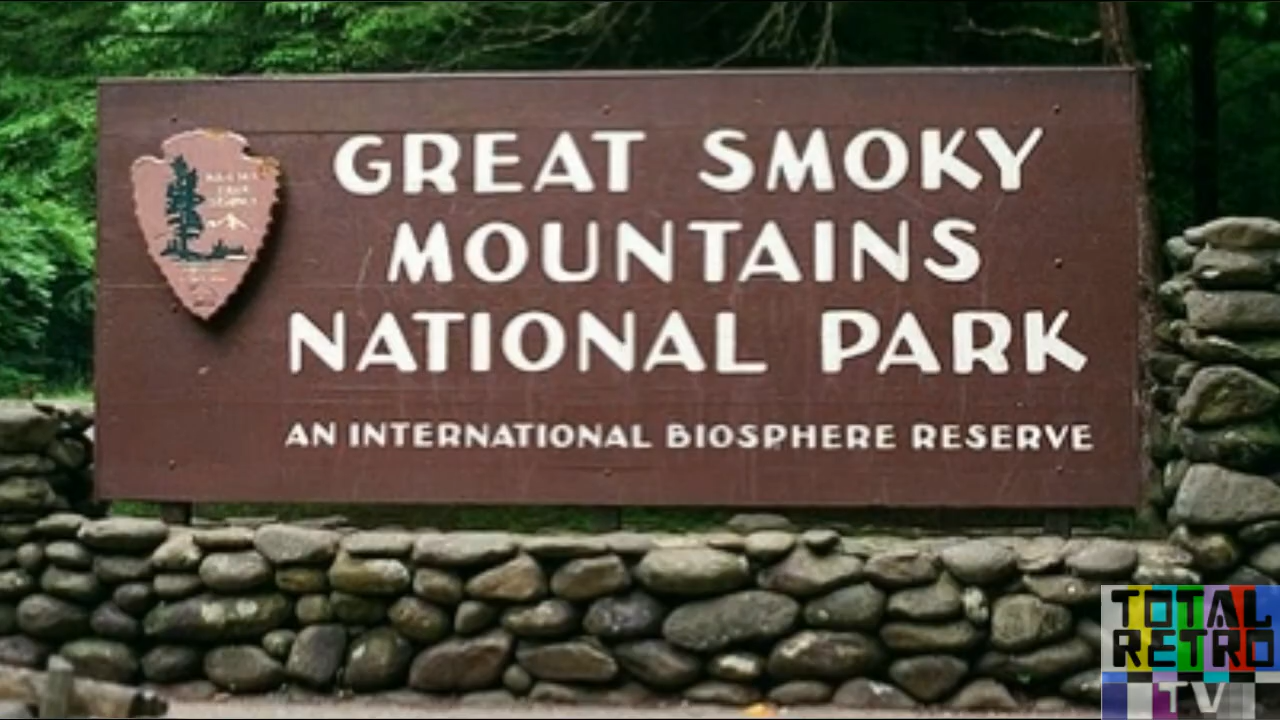 GREAT SMOKY
MOUNTAINS
NATIONAL PARK
AN INTERNATIONAL BIOSPHERE RESERVE
TOTAL
RETRO
TV